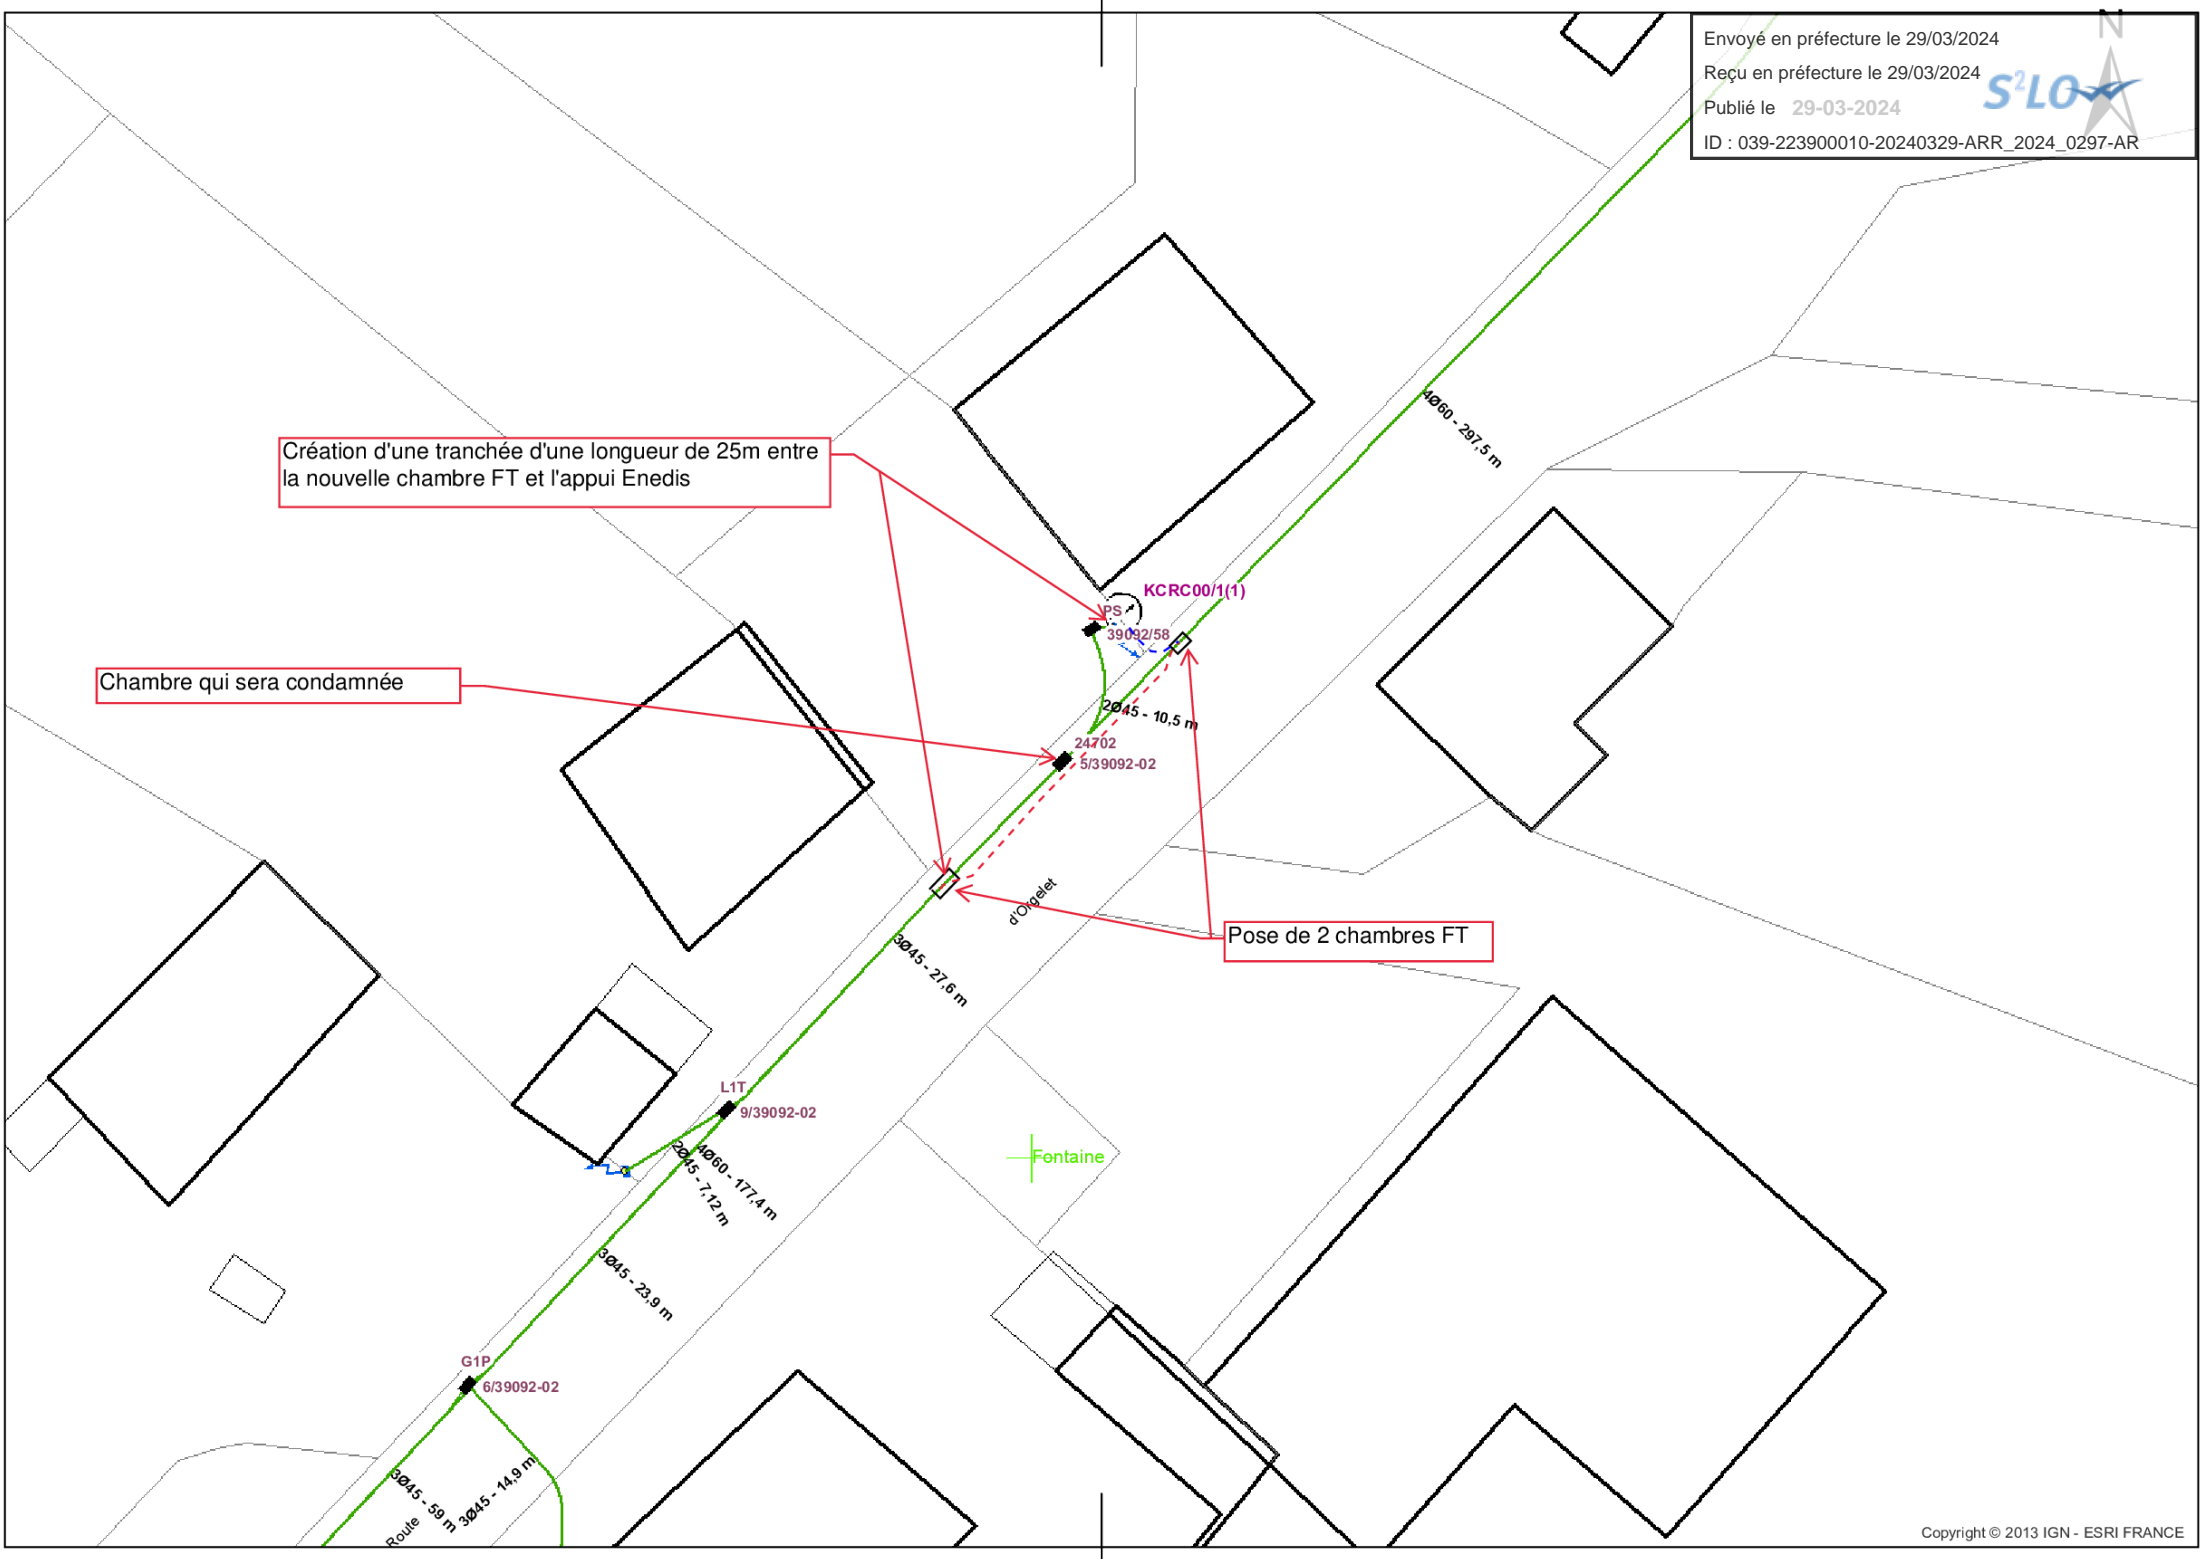 Envoyé en préfecture le 29/03/2024
Reçu en préfecture le 29/03/2024
Publié le 29-03-2024
ID : 039-223900010-20240329-ARR_2024_0297-AR
S²LO
N
4Ø60 - 297,5 m
Création d'une tranchée d'une longueur de 25m entre
la nouvelle chambre FT et l'appui Enedis
KCRC00/1(1)
PS
39092/58
Chambre qui sera condamnée
2Ø45 - 10,5 m
24702
5/39092-02
d'Orgelet
Pose de 2 chambres FT
3Ø45 - 27,6 m
L1T
9/39092-02
Fontaine
4Ø60 - 177,4 m
2Ø45 - 7,12 m
3Ø45 - 23,9 m
G1P
6/39092-02
3Ø45 - 59 m
3Ø45 - 14,9 m
Route
Copyright © 2013 IGN - ESRI FRANCE